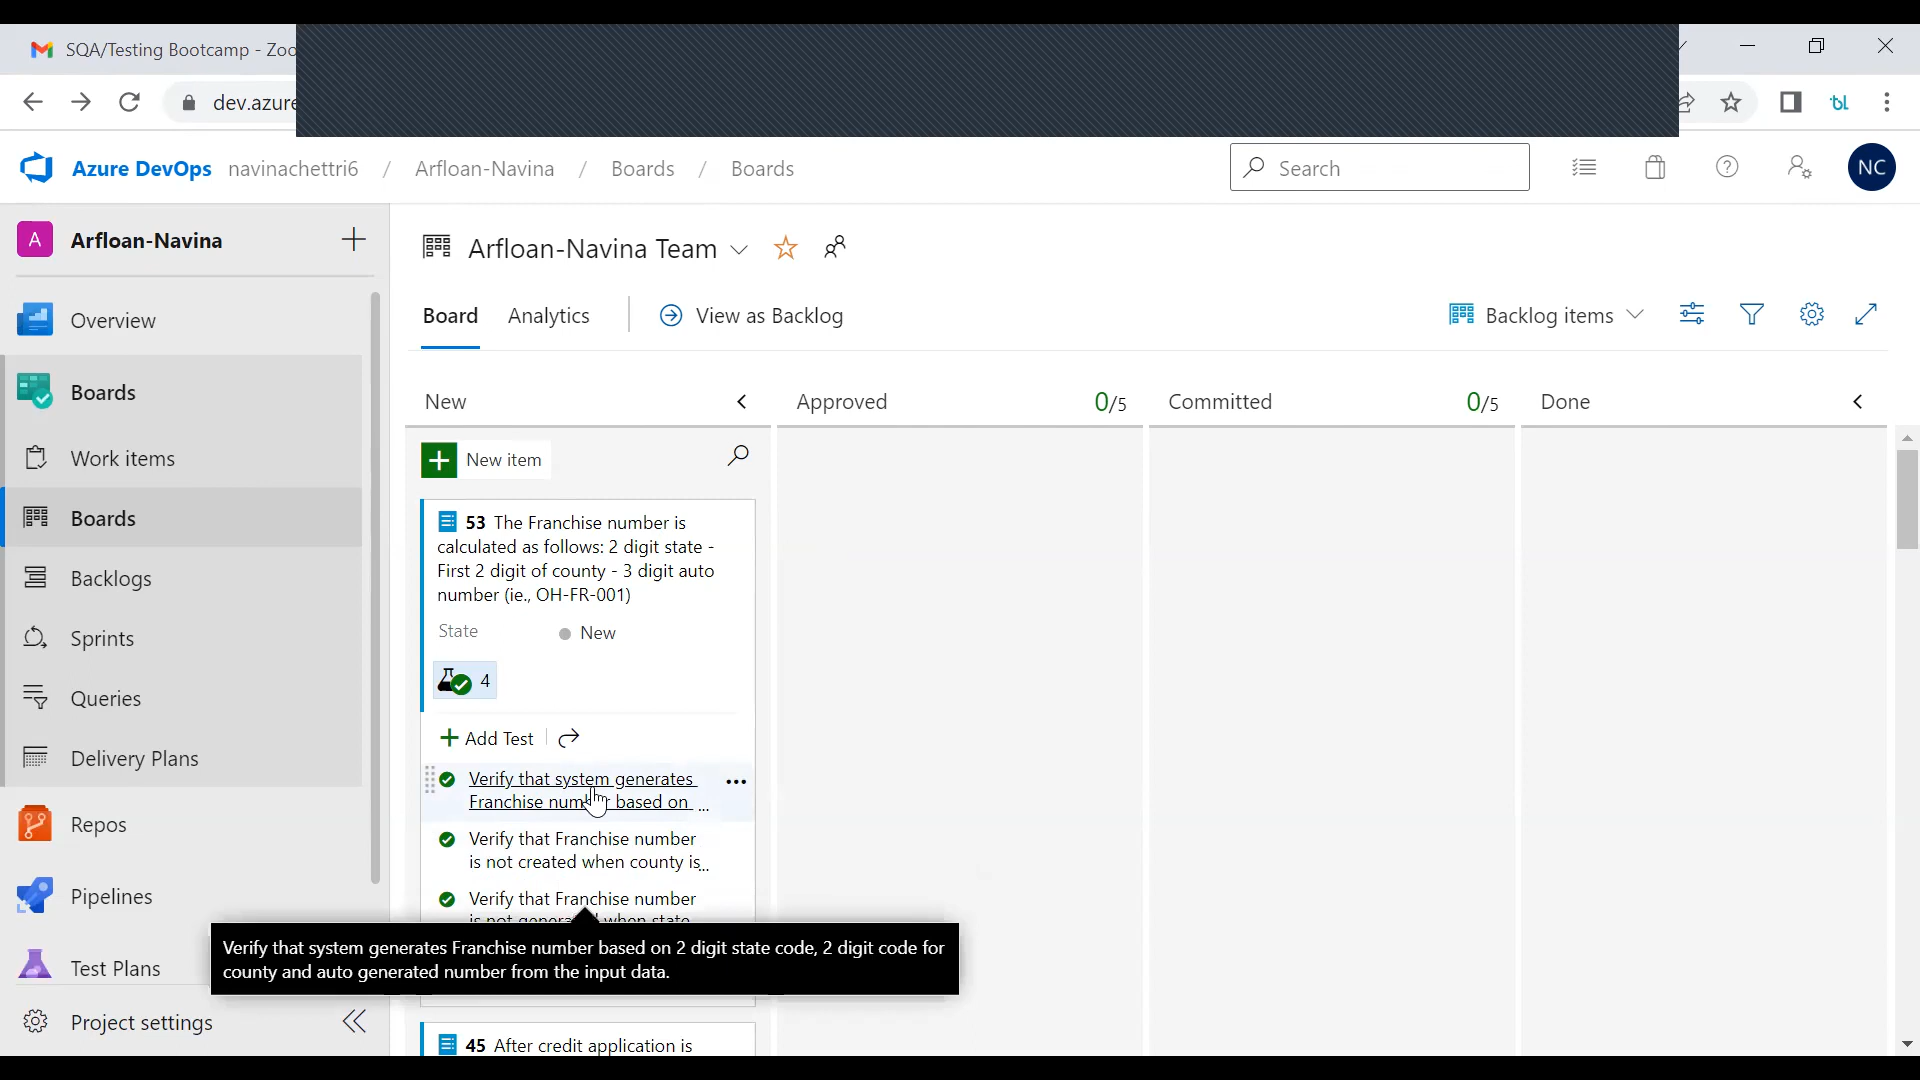 SQA/Testing Bootcamp - Zoo
dev.azure
Azure DevOps navinachettri6 / Arfloan-Navina / Boards / Boards
Search
NC
A Arfloan-Navina
Arfloan-Navina Team
Overview
Boards
Work items
Boards
Backlogs
Sprints
Queries
Delivery Plans
Repos
Pipelines
Test Plans
Project settings
Board Analytics View as Backlog
Backlog items
New
Approved 0/5
Committed 0/5
Done
New item
53 The Franchise number is
calculated as follows: 2 digit state -
First 2 digit of county - 3 digit auto
number (ie., OH-FR-001)
State New
4
Add Test
Verify that system generates
Franchise number based on ...
Verify that Franchise number
is not created when county is...
Verify that Franchise number
is not generated when state
Verify that system generates Franchise number based on 2 digit state code, 2 digit code for
county and auto generated number from the input data.
45 After credit application is
tbl